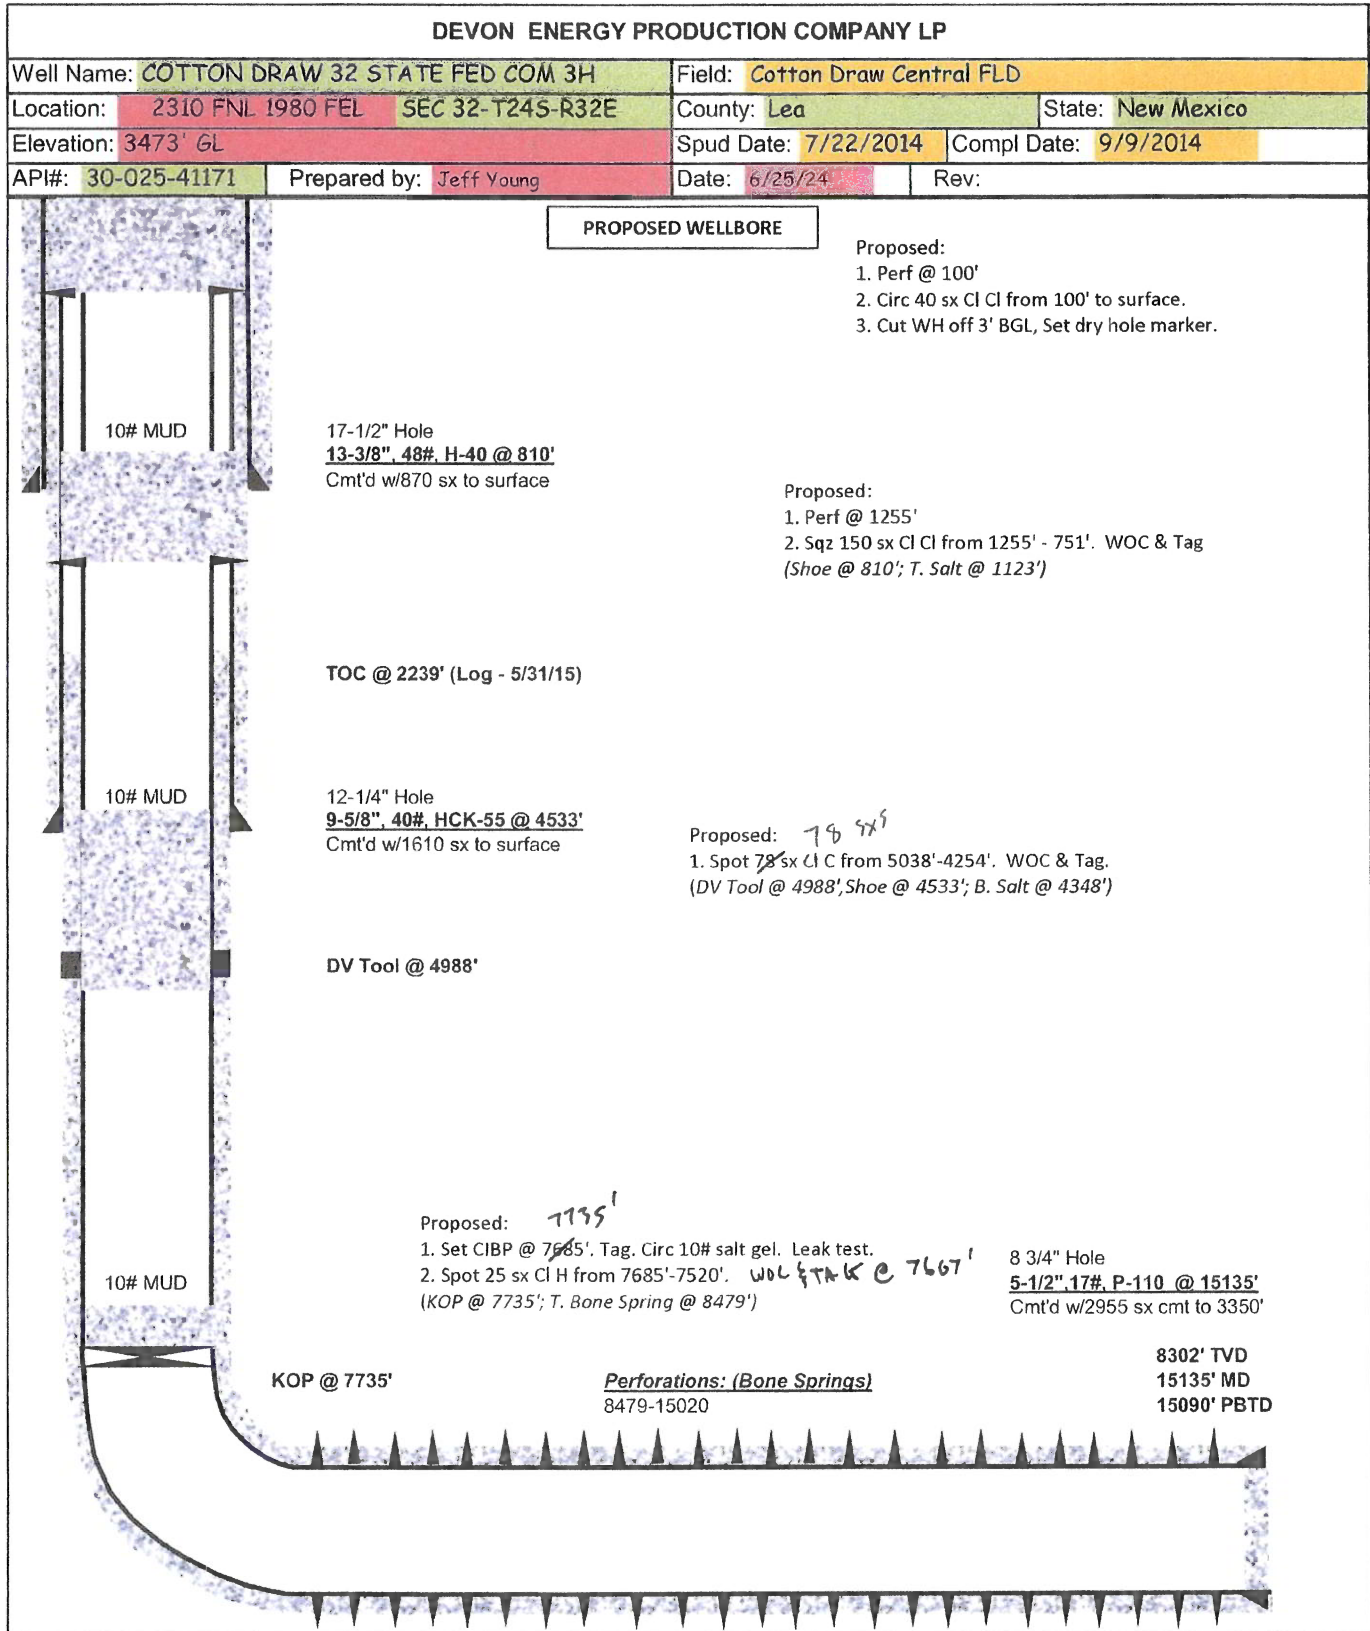 DEVON ENERGY PRODUCTION COMPANY LP
Well Name: COTTON DRAW 32 STATE FED COM 3H Field: Cotton Draw Central FLD
Location: 2310 FNL 1980 FEL SEC 32-T24S-R32E County: Lea State: New Mexico
Elevation: 3473' GL Spud Date: 7/22/2014 Compl Date: 9/9/2014
API#: 30-025-41171 Prepared by: Jeff Young Date: 6/25/24 Rev:
PROPOSED WELLBORE
Proposed:
1. Perf @ 100'
2. Circ 40 sx Cl Cl from 100' to surface.
3. Cut WH off 3' BGL, Set dry hole marker.
10# MUD
17-1/2" Hole
13-3/8", 48#, H-40 @ 810'
Cmt'd w/870 sx to surface
Proposed:
1. Perf @ 1255'
2. Sqz 150 sx Cl Cl from 1255' - 751'. WOC & Tag
(Shoe @ 810'; T. Salt @ 1123')
TOC @ 2239' (Log - 5/31/15)
10# MUD
12-1/4" Hole
9-5/8", 40#, HCK-55 @ 4533'
Cmt'd w/1610 sx to surface
Proposed: 78 sxs
1. Spot 78 sx Cl C from 5038'-4254'. WOC & Tag.
(DV Tool @ 4988', Shoe @ 4533'; B. Salt @ 4348')
DV Tool @ 4988'
Proposed: 7735'
1. Set CIBP @ 7685'. Tag. Circ 10# salt gel. Leak test.
2. Spot 25 sx Cl H from 7685'-7520'. @ 7667'
(KOP @ 7735'; T. Bone Spring @ 8479')
10# MUD
8 3/4" Hole
5-1/2",17#, P-110 @ 15135'
Cmt'd w/2955 sx cmt to 3350'
8302' TVD
15135' MD
15090' PBTD
KOP @ 7735'
Perforations: (Bone Springs)
8479-15020